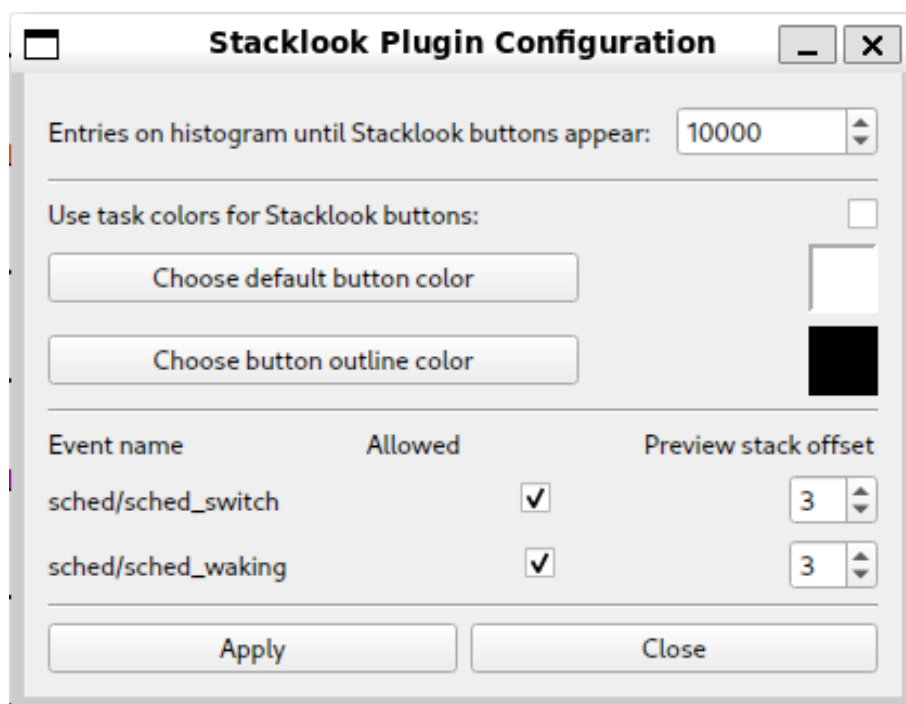 Stacklook Plugin Configuration
Entries on histogram until Stacklook buttons appear: 10000
Use task colors for Stacklook buttons:
Choose default button color
Choose button outline color
Event name Allowed Preview stack offset
sched/sched_switch 3
sched/sched_waking 3
Apply Close